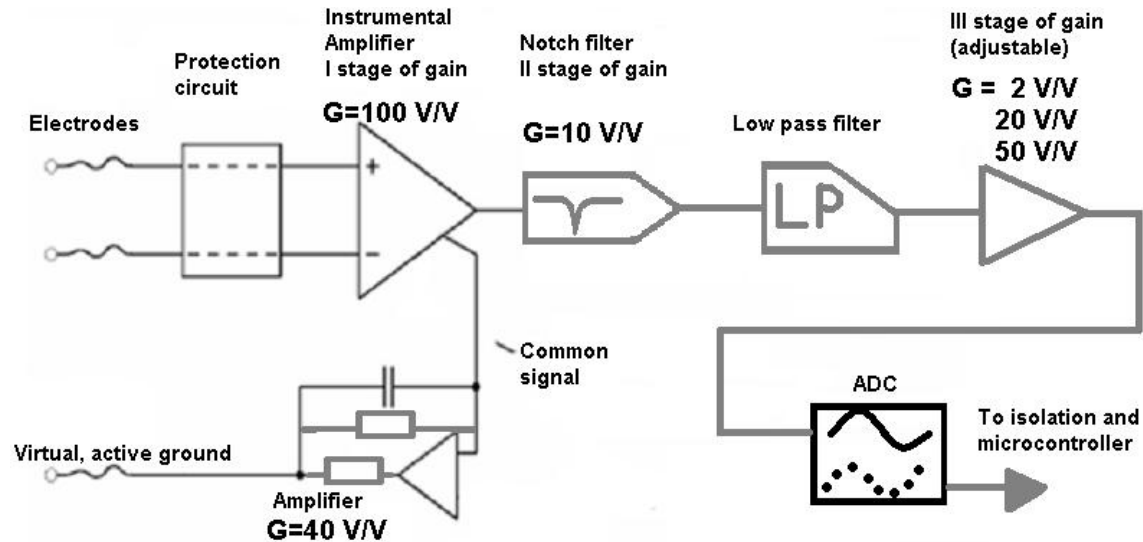 Instrumental
Amplifier
I stage of gain
G=100 V/V
Protection
circuit
Electrodes
+
−
Notch filter
II stage of gain
G=10 V/V
Low pass filter
LP
III stage of gain
(adjustable)
G = 2 V/V
20 V/V
50 V/V
Common
signal
Virtual, active ground
Amplifier
G=40 V/V
ADC
To isolation and
microcontroller